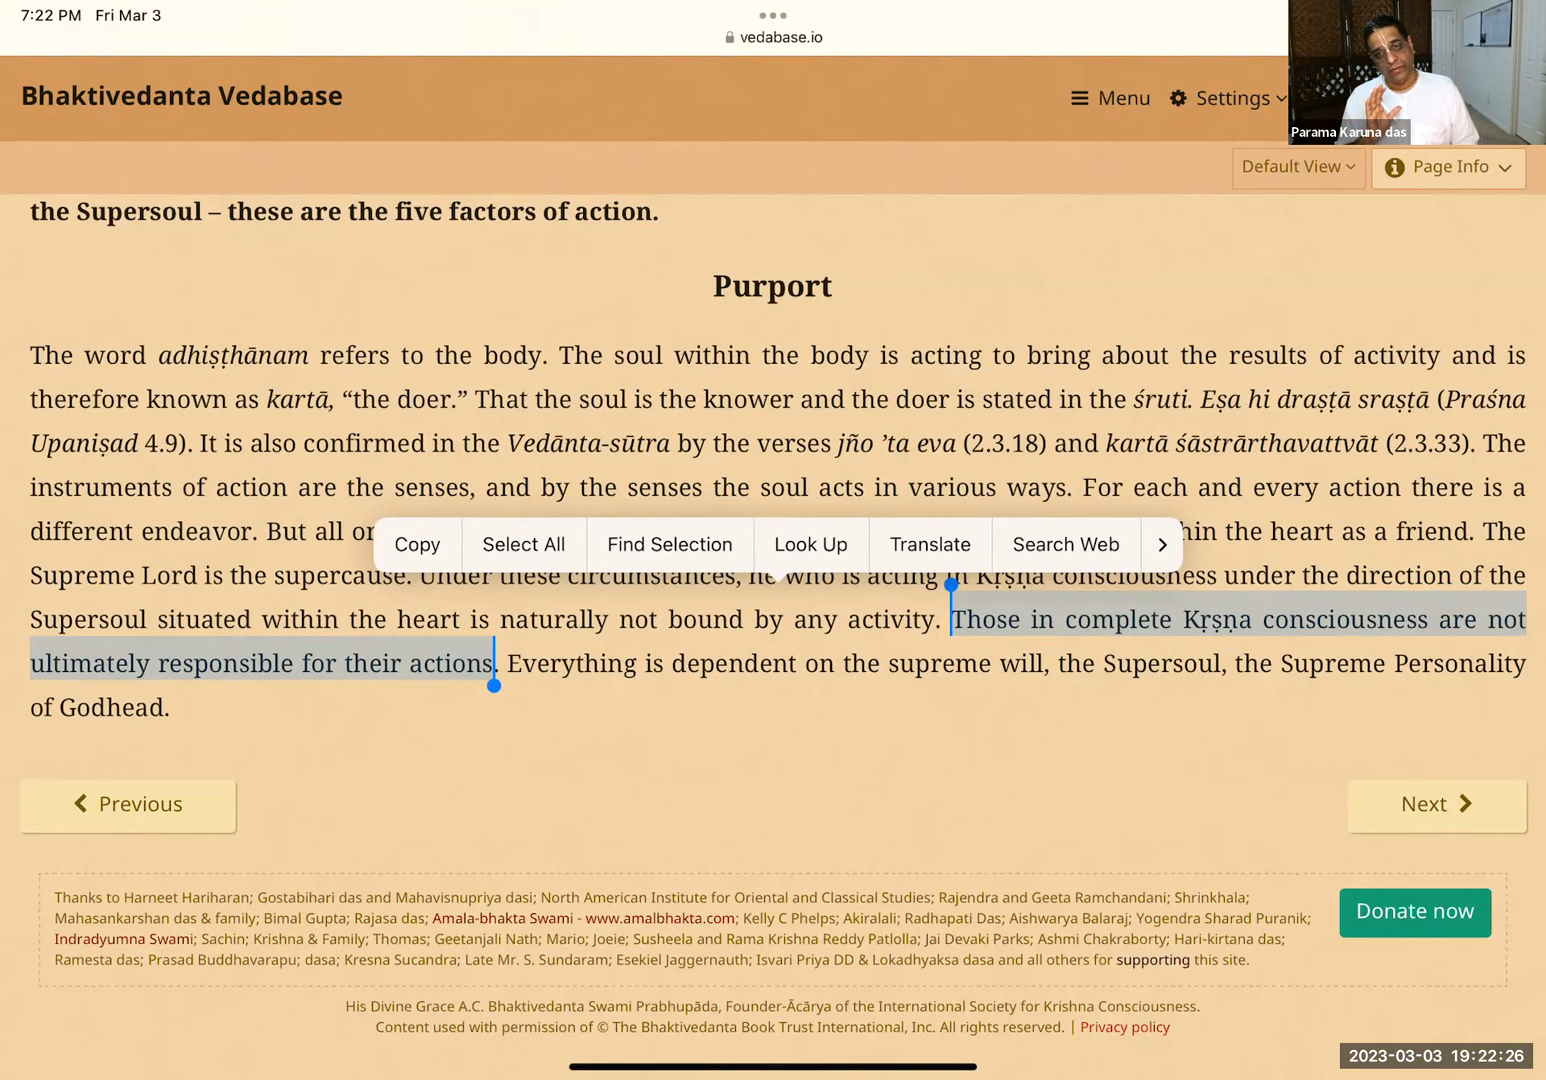 7:22 PM Fri Mar 3
vedabase.io
Bhaktivedanta Vedabase
Menu Settings
Parama Karuna das
Default View Page Info
the Supersoul – these are the five factors of action.
Purport
The word adhiṣṭhānam refers to the body. The soul within the body is acting to bring about the results of activity and is
therefore known as kartā, “the doer.” That the soul is the knower and the doer is stated in the śruti. Eṣa hi draṣṭā sraṣṭā (Praśna
Upaniṣad 4.9). It is also confirmed in the Vedānta-sūtra by the verses jño ’ta eva (2.3.18) and kartā śāstrārthavattvāt (2.3.33). The
instruments of action are the senses, and by the senses the soul acts in various ways. For each and every action there is a
different endeavor. But all
hin the heart as a friend. The
Copy Select All Find Selection Look Up Translate Search Web
Supreme Lord is the supercause. Under these circumstances, he who is acting in Kṛṣṇa consciousness under the direction of the
Supersoul situated within the heart is naturally not bound by any activity. Those in complete Kṛṣṇa consciousness are not
ultimately responsible for their actions. Everything is dependent on the supreme will, the Supersoul, the Supreme Personality
of Godhead.
Previous
Next
Thanks to Harneet Hariharan; Gostabihari das and Mahavisnupriya dasi; North American Institute for Oriental and Classical Studies; Rajendra and Geeta Ramchandani; Shrinkhala;
Mahasankarshan das & family; Bimal Gupta; Rajasa das; Amala-bhakta Swami - www.amalbhakta.com; Kelly C Phelps; Akiralali; Radhapati Das; Aishwarya Balaraj; Yogendra Sharad Puranik;
Indradyumna Swami; Sachin; Krishna & Family; Thomas; Geetanjali Nath; Mario; Joeie; Susheela and Rama Krishna Reddy Patlolla; Jai Devaki Parks; Ashmi Chakraborty; Hari-kirtana das;
Ramesta das; Prasad Buddhavarapu; dasa; Kresna Sucandra; Late Mr. S. Sundaram; Esekiel Jaggernauth; Isvari Priya DD & Lokadhyaksa dasa and all others for supporting this site.
Donate now
His Divine Grace A.C. Bhaktivedanta Swami Prabhupāda, Founder-Ācārya of the International Society for Krishna Consciousness.
Content used with permission of © The Bhaktivedanta Book Trust International, Inc. All rights reserved. | Privacy policy
2023-03-03 19:22:26